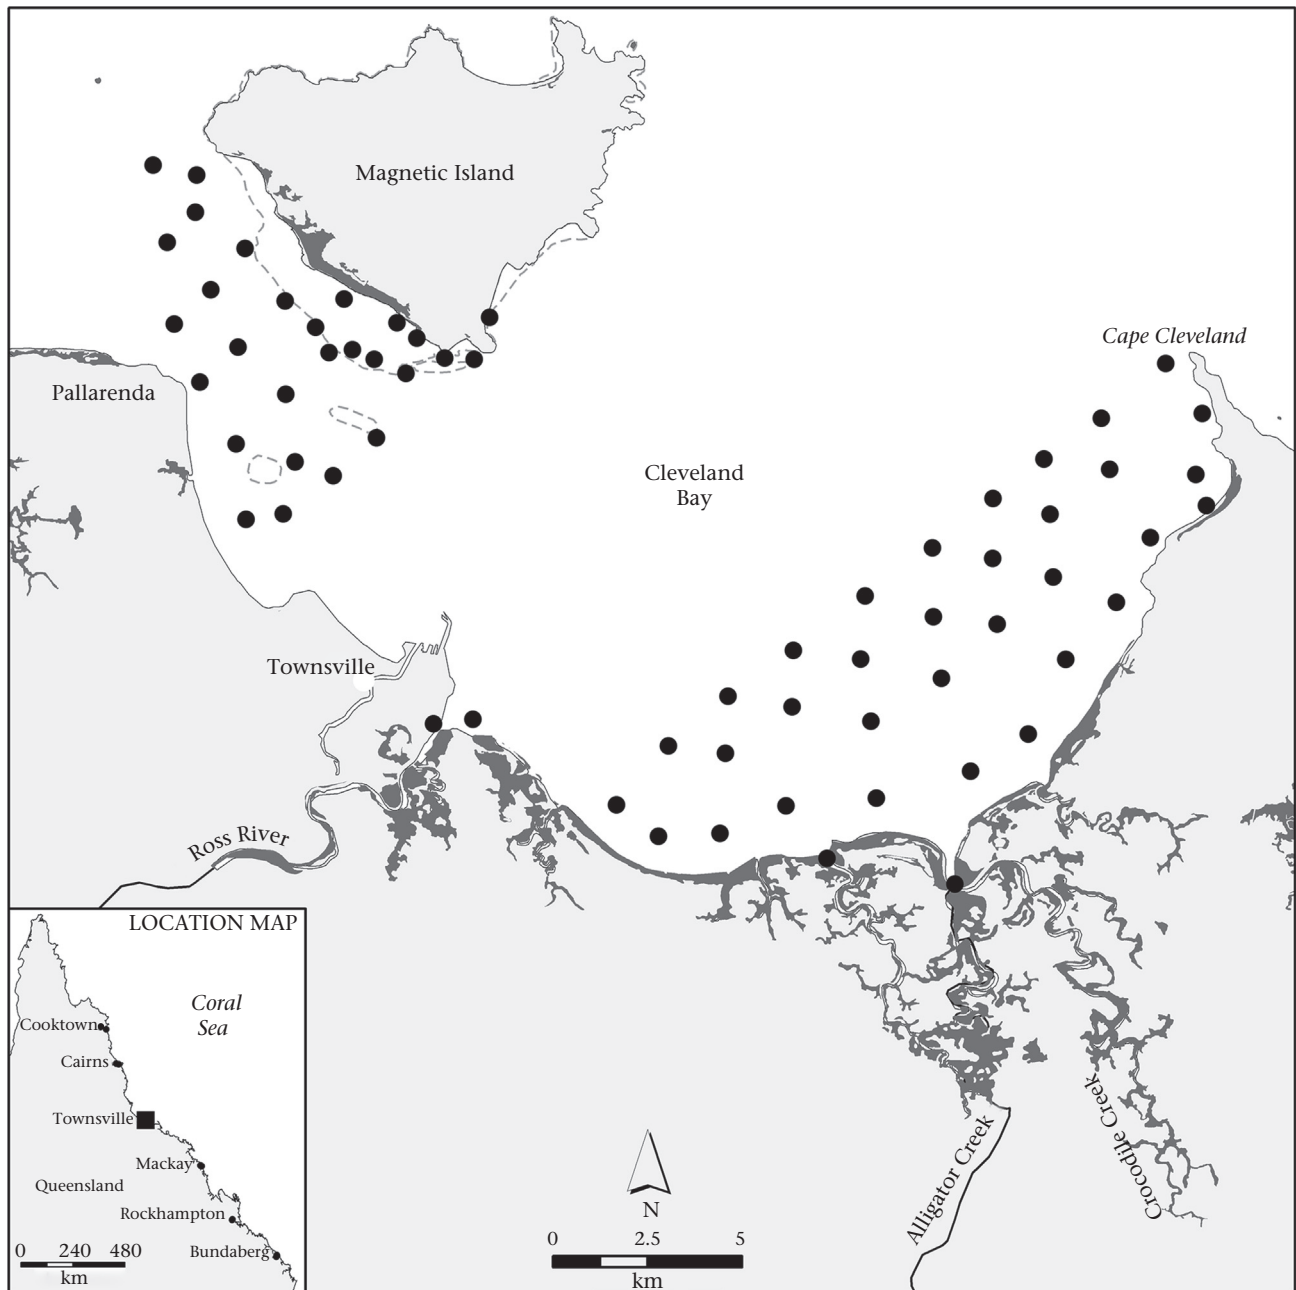 Magnetic Island
Cape Cleveland
Pallarenda
Cleveland
Bay
Townsville
Ross River
LOCATION MAP
Coral
Sea
Cooktown
Cairns
Townsville
Mackay
Queensland
Rockhampton
Bundaberg
0 240 480
km
N
0 2.5 5
km
Alligator Creek
Crocodile Creek